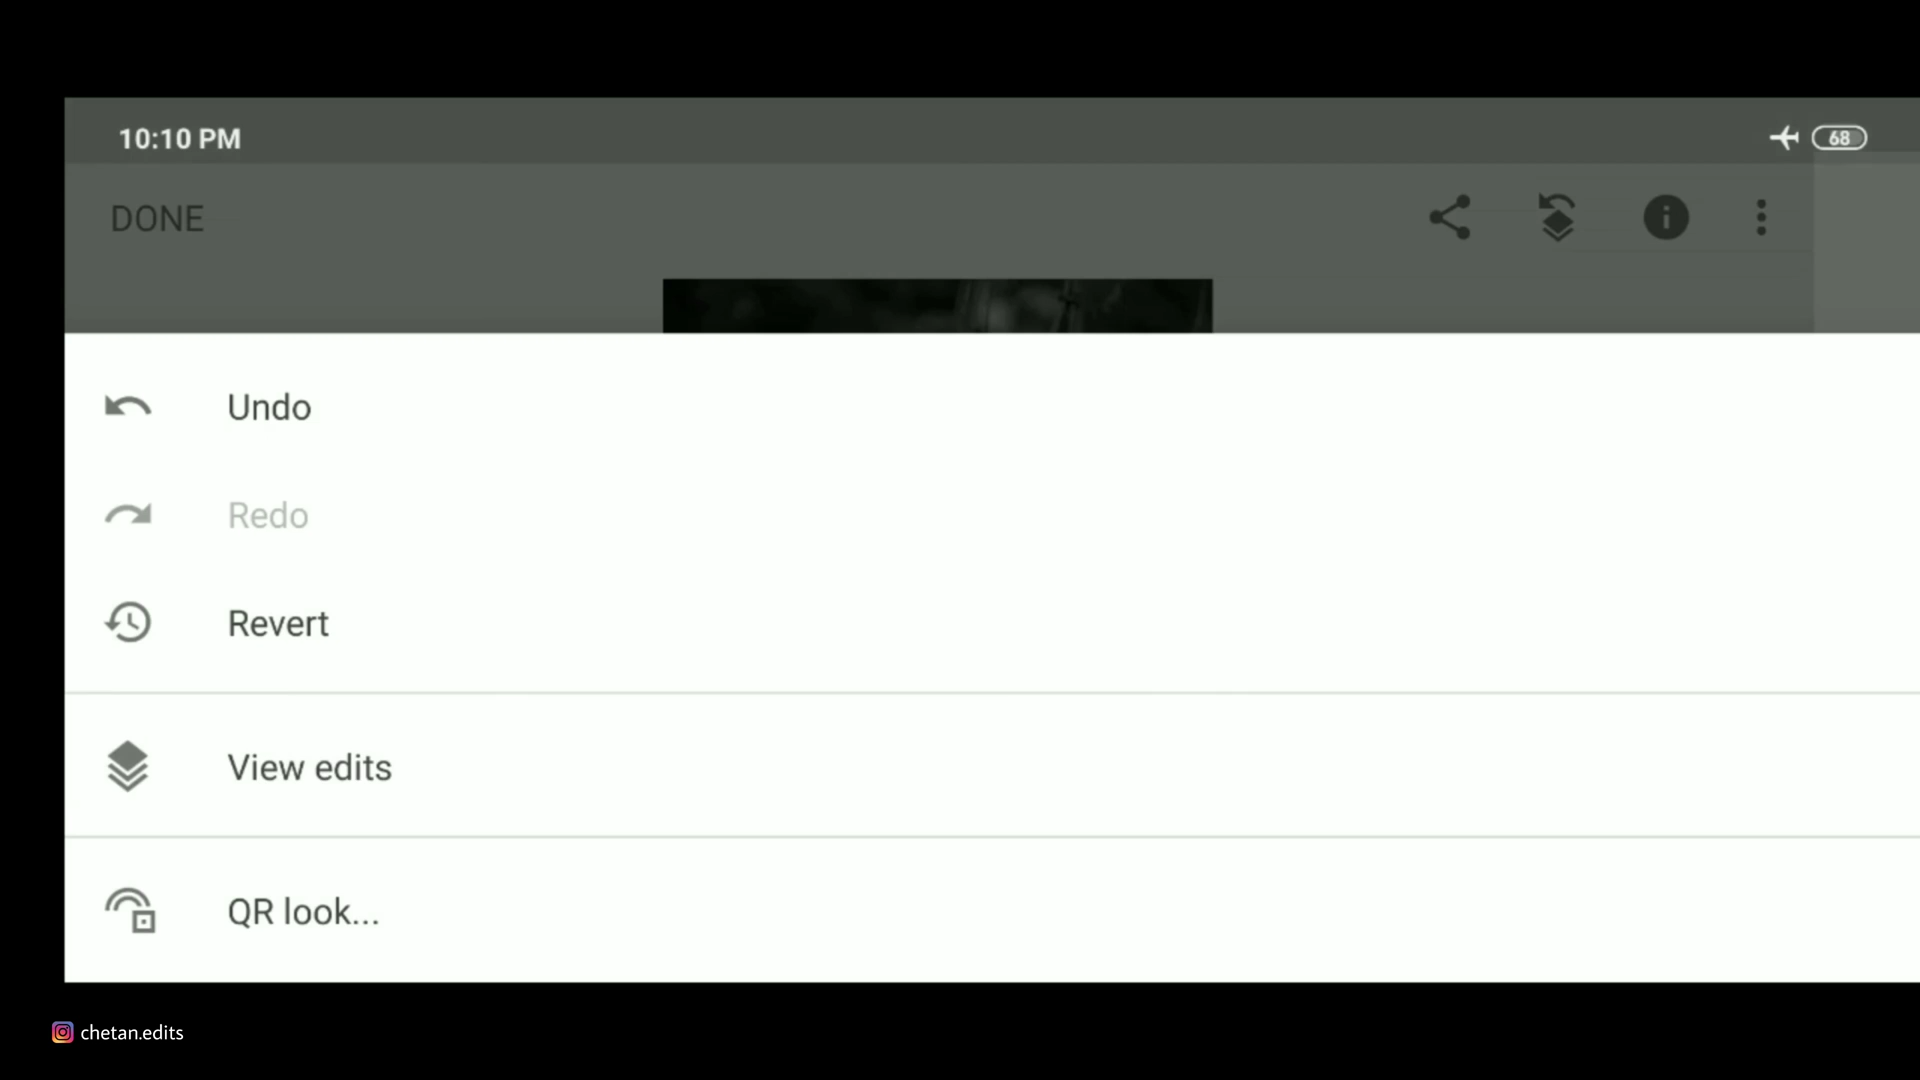 10:10 PM
68
DONE
Undo
Redo
Revert
View edits
QR look...
chetan.edits